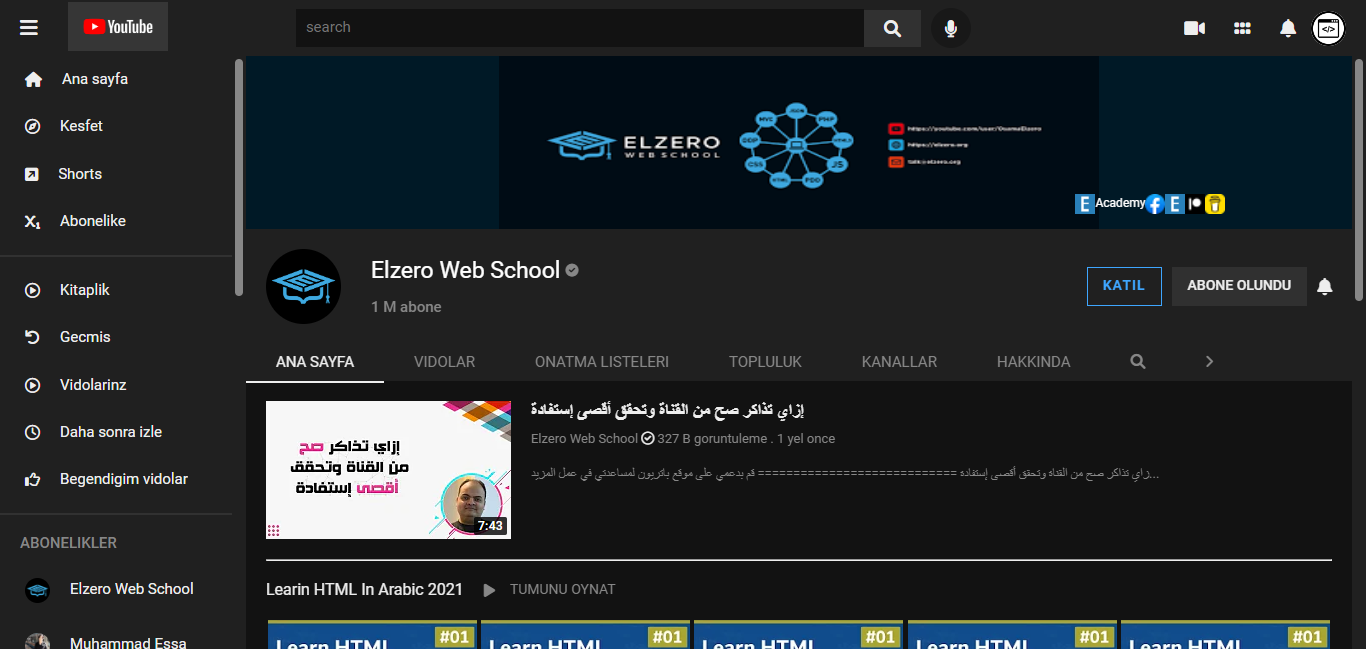 YouTube
search
Ana sayfa
Kesfet
Shorts
Abonelike
Kitaplik
Gecmis
Vidolarinz
Daha sonra izle
Begendigim vidolar
ABONELIKLER
Elzero Web School
Muhammad Essa
ELZERO
WEB SCHOOL
JSON
MVC
PHP
OOP
HTML5
CSS
JS
HTML
PDO
https://youtube.com/user/OsamaElzero
https://elzero.org
talk@elzero.org
E Academy f E
Elzero Web School
1 M abone
KATIL
ABONE OLUNDU
ANA SAYFA VIDOLAR ONATMA LISTELERI TOPLULUK KANALLAR HAKKINDA
إزاي تذاكر صح
من القناة وتحقق
أقصى إستفادة
7:43
إزاي تذاكر صح من القناة وتحقق أقصى إستفادة
Elzero Web School 327 B goruntuleme . 1 yel once
...زاي تذاكر صح من القناة وتحقق أقصى إستفادة ============================ قم بدعمي على موقع باتريون لمساعدتي في عمل المزيد
Learin HTML In Arabic 2021 TUMUNU OYNAT
#01 #01 #01 #01 #01
Learn HTML Learn HTML Learn HTML Learn HTML Learn HTML